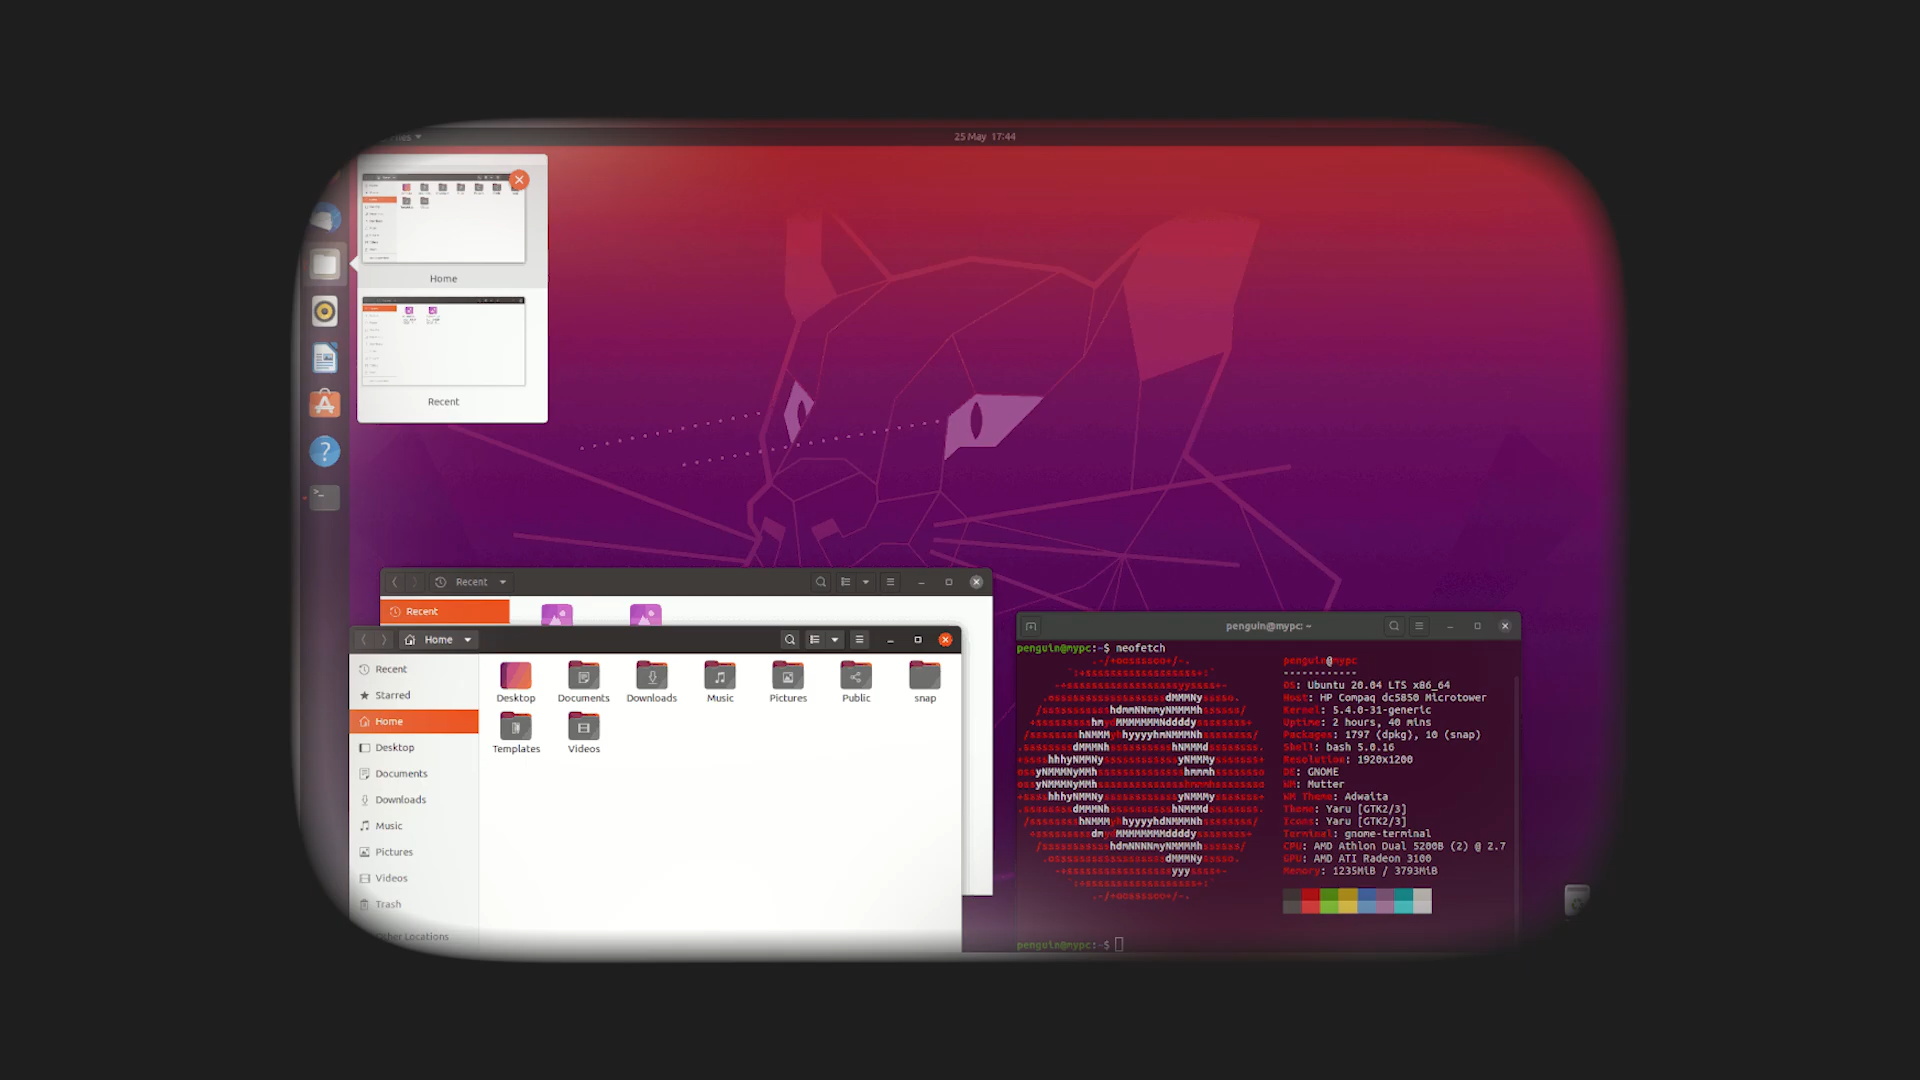 25 May 17:44
Home
Recent
Recent
Recent
Home
Recent
Starred
Home
Desktop
Documents
Downloads
Music
Pictures
Videos
Trash
Other Locations
Desktop
Documents
Downloads
Music
Pictures
Public
snap
Templates
Videos
penguin@mypc: ~
penguin@mypc:~$ neofetch
penguin@mypc
------------
OS: Ubuntu 20.04 LTS x86_64
Host: HP Compaq dc5850 Microtower
Kernel: 5.4.0-31-generic
Uptime: 2 hours, 40 mins
Packages: 1797 (dpkg), 10 (snap)
Shell: bash 5.0.16
Resolution: 1920x1200
DE: GNOME
WM: Mutter
WM Theme: Adwaita
Theme: Yaru [GTK2/3]
Icons: Yaru [GTK2/3]
Terminal: gnome-terminal
CPU: AMD Athlon Dual 5200B (2) @ 2.7
GPU: AMD ATI Radeon 3100
Memory: 1235MiB / 3793MiB
penguin@mypc:~$